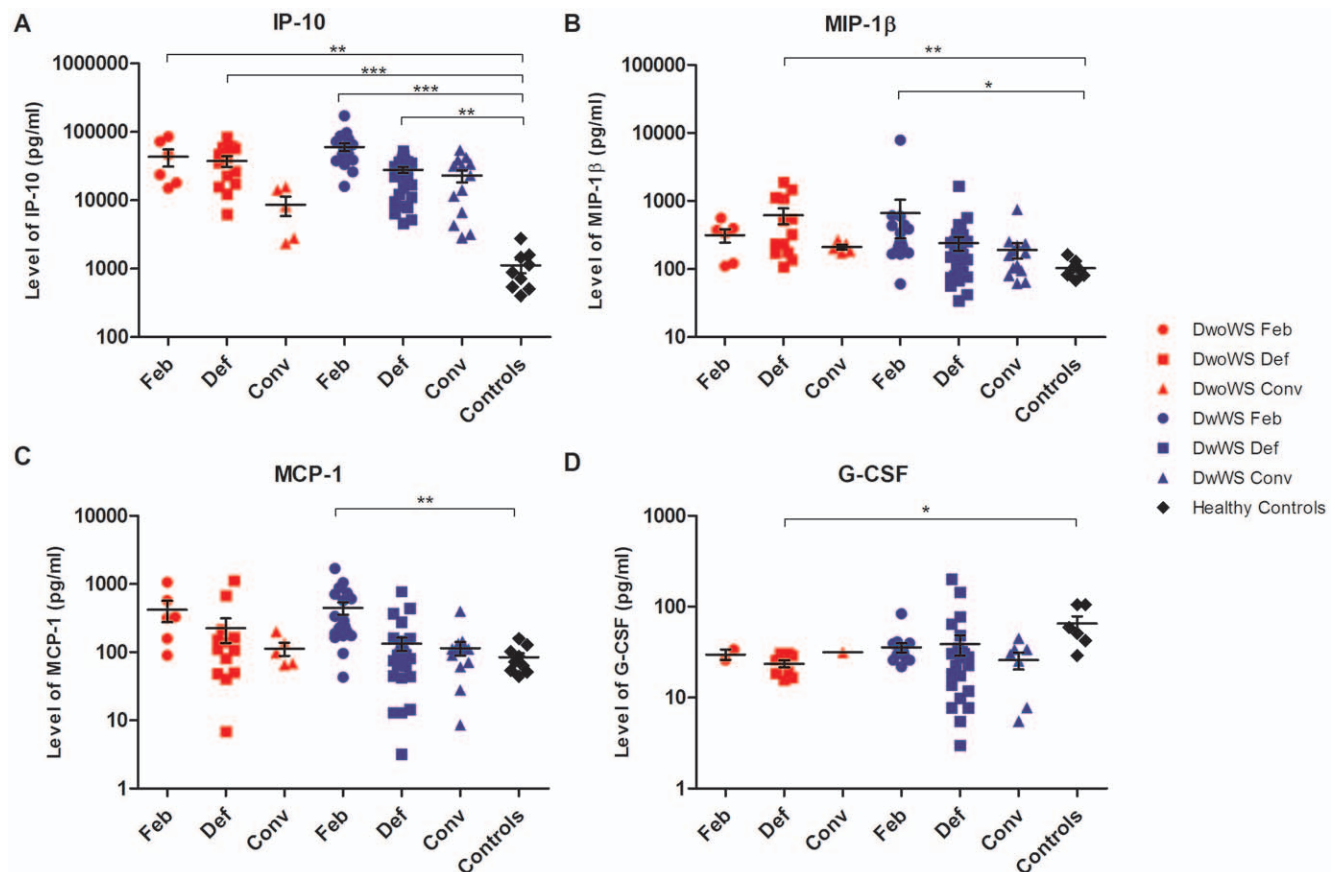 A
IP-10
Level of IP-10 (pg/ml)
1000000
100000
10000
1000
100
**
***
***
**
Feb
Def
Conv
Feb
Def
Conv
Controls
B
MIP-1β
Level of MIP-1β (pg/ml)
100000
10000
1000
100
10
**
*
Feb
Def
Conv
Feb
Def
Conv
Controls
DwoWS Feb
DwoWS Def
DwoWS Conv
DwWS Feb
DwWS Def
DwWS Conv
Healthy Controls
C
MCP-1
Level of MCP-1 (pg/ml)
10000
1000
100
10
1
**
Feb
Def
Conv
Feb
Def
Conv
Controls
D
G-CSF
Level of G-CSF (pg/ml)
1000
100
10
1
*
Feb
Def
Conv
Feb
Def
Conv
Controls